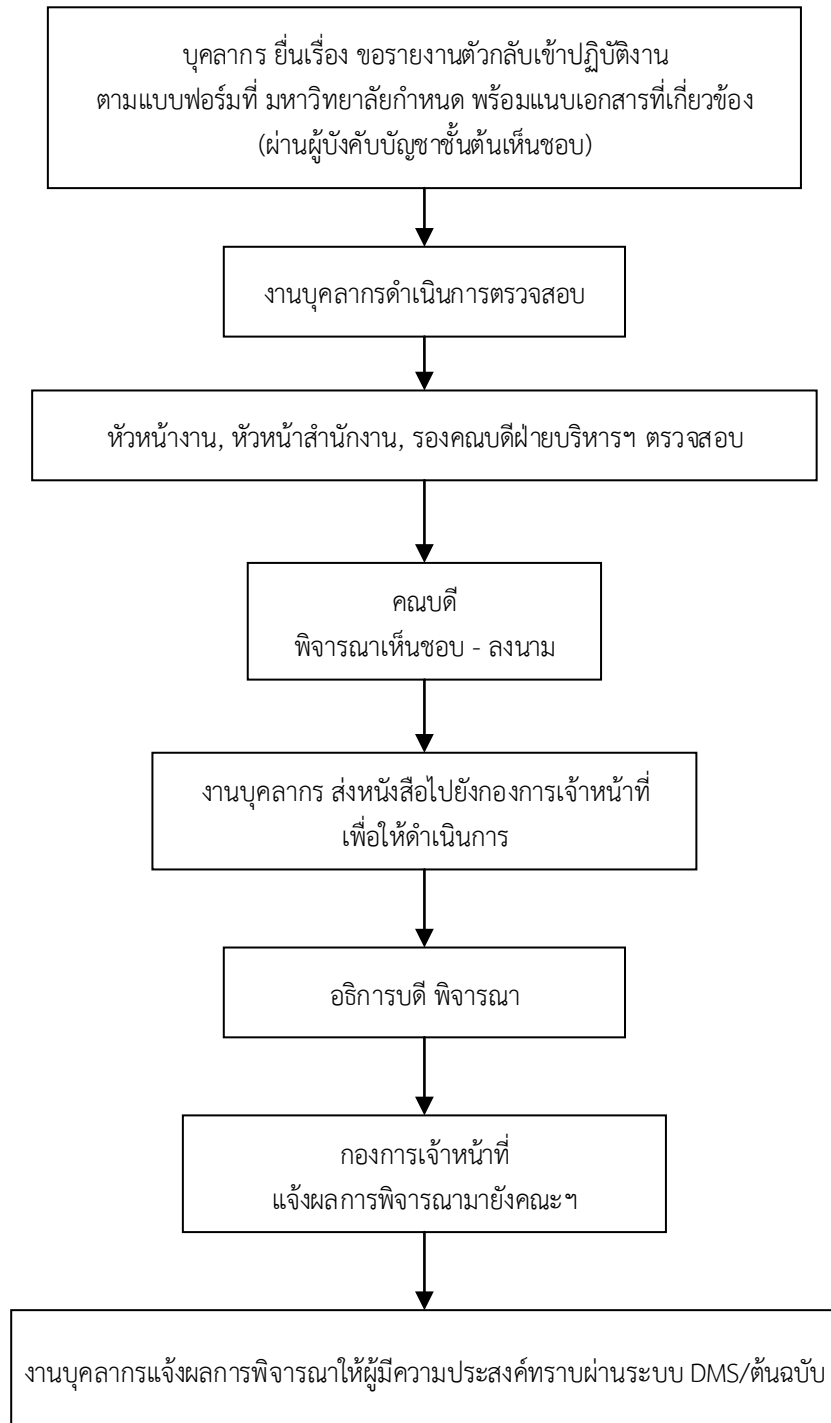 บุคลากร ยื่นเรื่อง ขอรายงานตัวกลับเข้าปฏิบัติงาน
ตามแบบฟอร์มที่ มหาวิทยาลัยกำหนด พร้อมแนบเอกสารที่เกี่ยวข้อง
(ผ่านผู้บังคับบัญชาชั้นต้นเห็นชอบ)
งานบุคลากรดำเนินการตรวจสอบ
หัวหน้างาน, หัวหน้าสำนักงาน, รองคณบดีฝ่ายบริหารฯ ตรวจสอบ
คณบดี
พิจารณาเห็นชอบ - ลงนาม
งานบุคลากร ส่งหนังสือไปยังกองการเจ้าหน้าที่
เพื่อให้ดำเนินการ
อธิการบดี พิจารณา
กองการเจ้าหน้าที่
แจ้งผลการพิจารณามายังคณะฯ
งานบุคลากรแจ้งผลการพิจารณาให้ผู้มีความประสงค์ทราบผ่านระบบ DMS/ต้นฉบับ